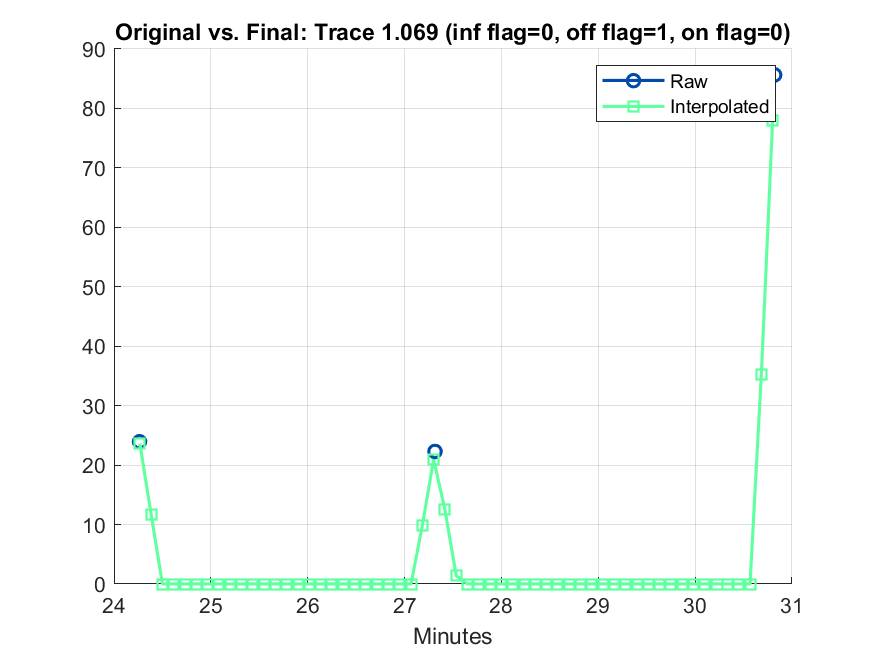 Original vs. Final: Trace 1.069 (inf flag=0, off flag=1, on flag=0)
90
80
70
60
50
40
30
20
10
0
Raw
Interpolated
24 25 26 27 28 29 30 31
Minutes